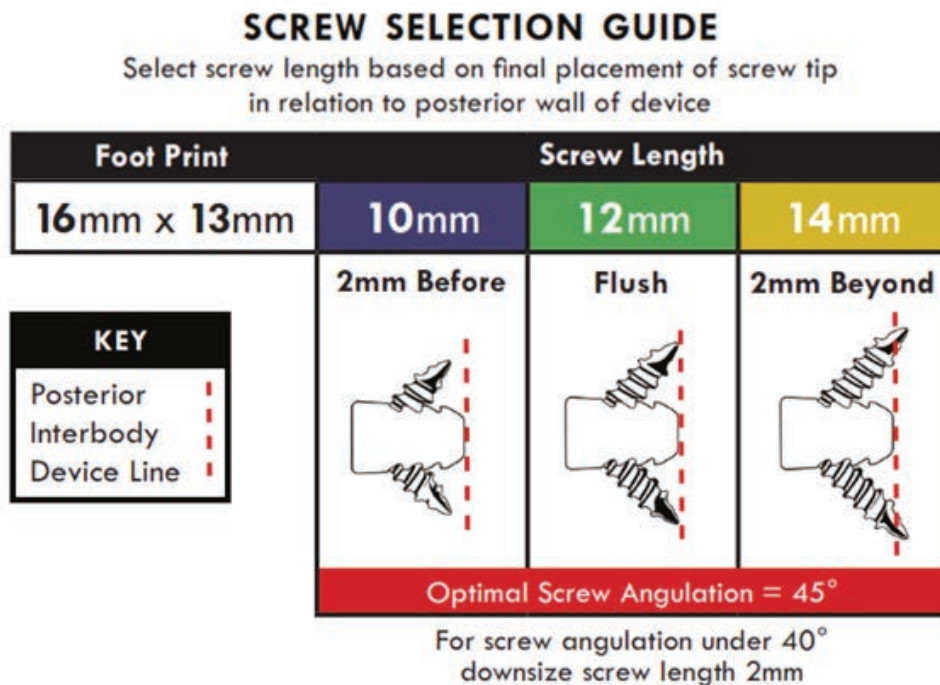 SCREW SELECTION GUIDE
Select screw length based on final placement of screw tip
in relation to posterior wall of device
Foot Print
Screw Length
16mm x 13mm
10mm
12mm
14mm
2mm Before
Flush
2mm Beyond
KEY
Posterior
Interbody
Device Line
Optimal Screw Angulation = 45°
For screw angulation under 40°
downsize screw length 2mm